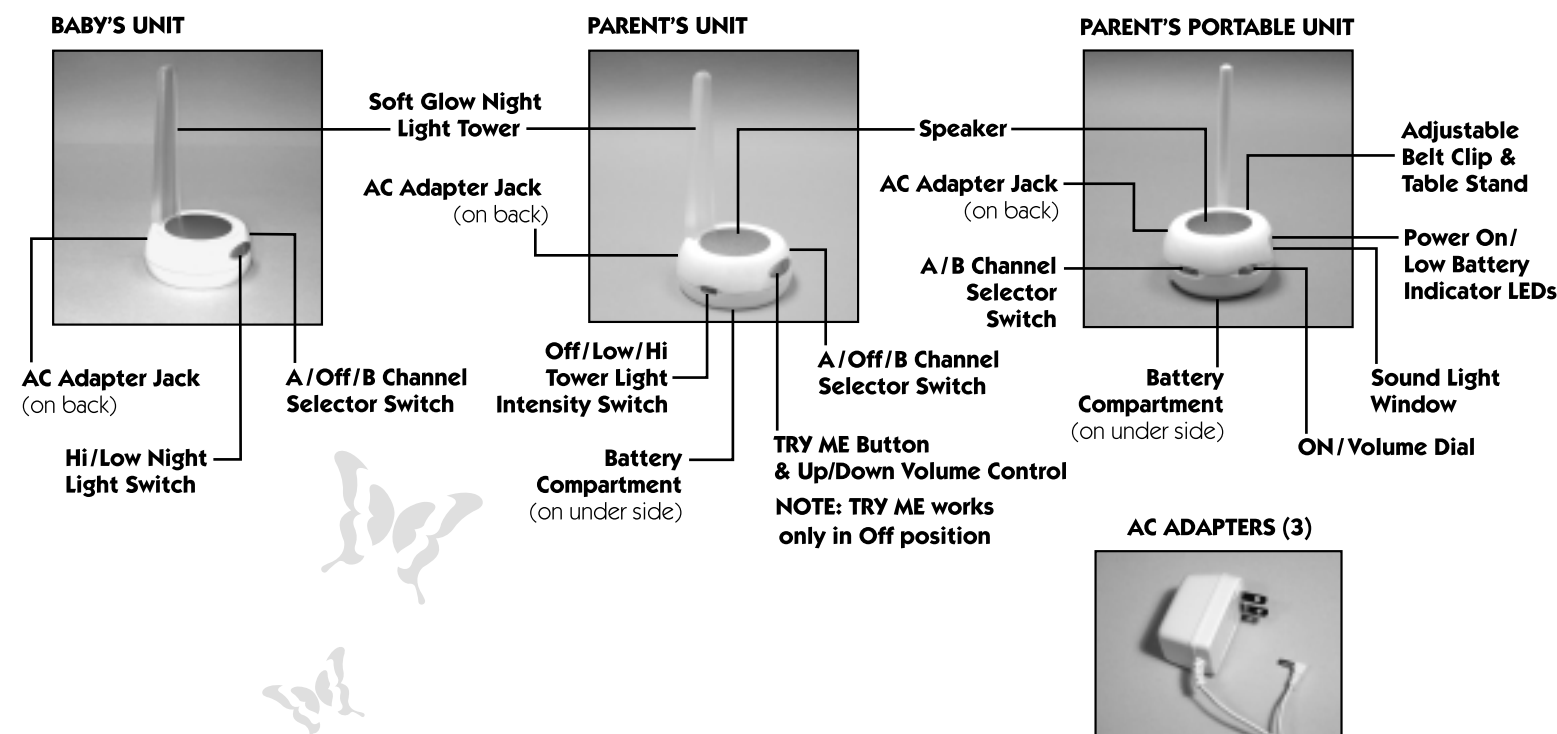 BABY'S UNIT
PARENT'S UNIT
PARENT'S PORTABLE UNIT
Soft Glow Night
Light Tower
Speaker
Adjustable
Belt Clip &
Table Stand
AC Adapter Jack
(on back)
AC Adapter Jack
(on back)
Power On/
Low Battery
Indicator LEDs
A/B Channel
Selector
Switch
AC Adapter Jack
(on back)
A/Off/B Channel
Selector Switch
Hi/Low Night
Light Switch
Off/Low/Hi
Tower Light
Intensity Switch
A/Off/B Channel
Selector Switch
Battery
Compartment
(on under side)
TRY ME Button
& Up/Down Volume Control
NOTE: TRY ME works
only in Off position
Battery
Compartment
(on under side)
Sound Light
Window
ON/Volume Dial
AC ADAPTERS (3)